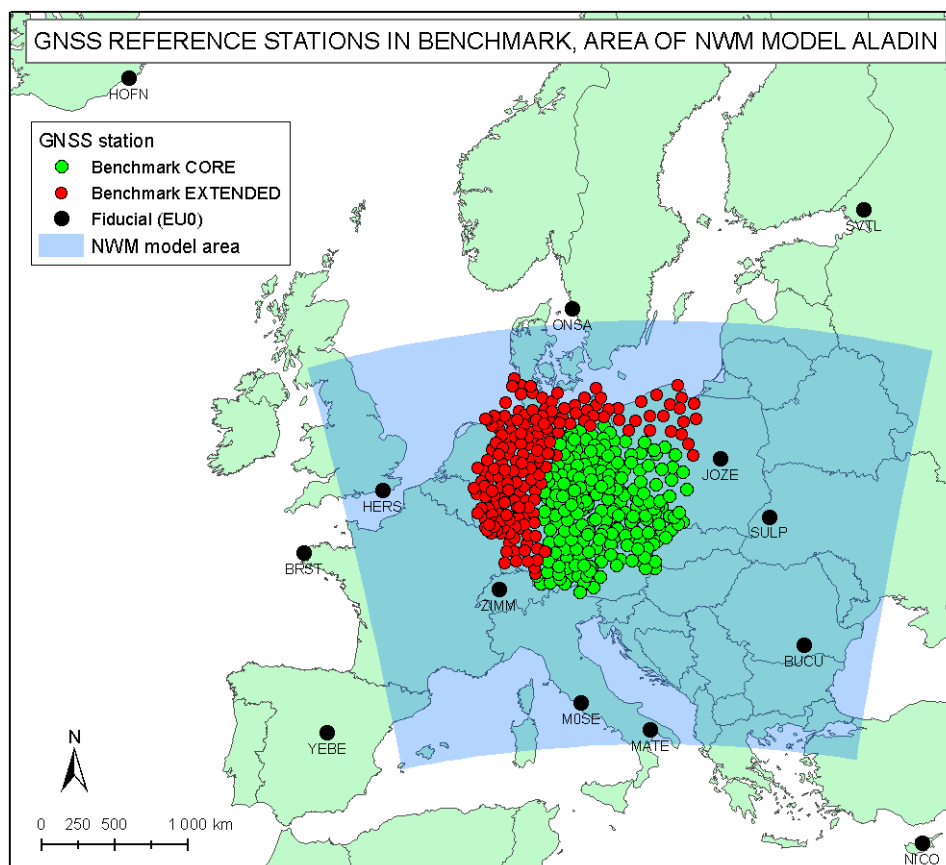 GNSS REFERENCE STATIONS IN BENCHMARK, AREA OF NWM MODEL ALADIN
HOFN
GNSS station
Benchmark CORE
Benchmark EXTENDED
Fiducial (EU0)
NWM model area
SVTL
ONSA
JOZE
HERS
SULP
BRST
ZIMM
BUCU
M0SE
MATE
YEBE
N
0 250 500 1 000 km
NICO